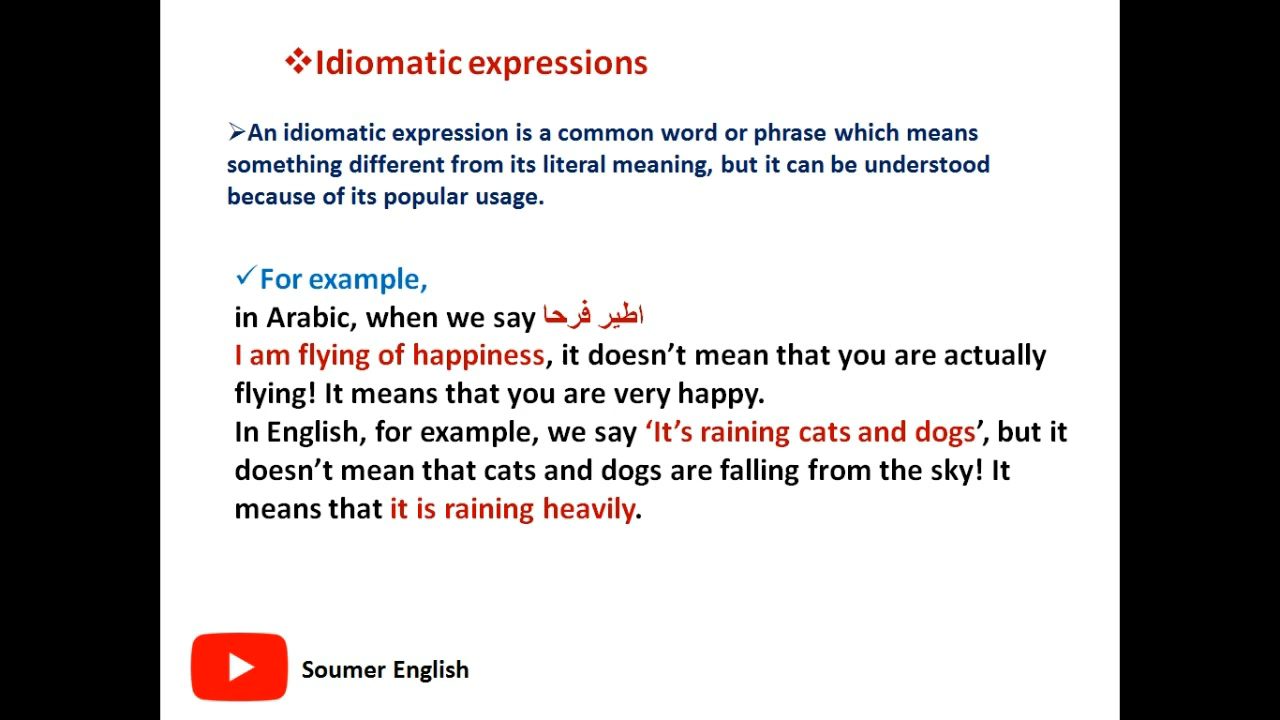 ❖Idiomatic expressions
➢An idiomatic expression is a common word or phrase which means
something different from its literal meaning, but it can be understood
because of its popular usage.
✓For example,
in Arabic, when we say اطير فرحا
I am flying of happiness, it doesn’t mean that you are actually
flying! It means that you are very happy.
In English, for example, we say ‘It’s raining cats and dogs’, but it
doesn’t mean that cats and dogs are falling from the sky! It
means that it is raining heavily.
Soumer English